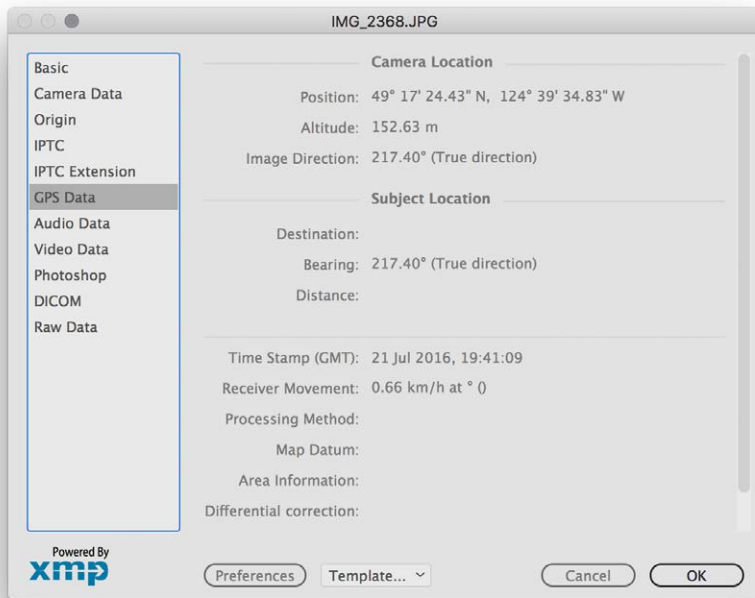 IMG_2368.JPG
Basic
Camera Data
Origin
IPTC
IPTC Extension
GPS Data
Audio Data
Video Data
Photoshop
DICOM
Raw Data
Camera Location
Position: 49° 17' 24.43" N, 124° 39' 34.83" W
Altitude: 152.63 m
Image Direction: 217.40° (True direction)
Subject Location
Destination:
Bearing: 217.40° (True direction)
Distance:
Time Stamp (GMT): 21 Jul 2016, 19:41:09
Receiver Movement: 0.66 km/h at ° ()
Processing Method:
Map Datum:
Area Information:
Differential correction:
Powered By
xmp
Preferences Template... Cancel OK